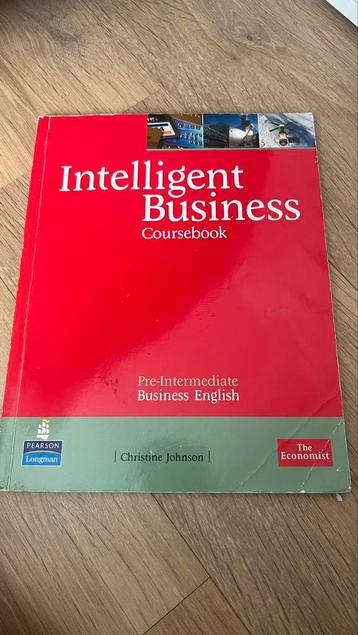 Intelligent
Business
Coursebook
Pre-Intermediate
Business English
PEARSON
Longman
| Christine Johnson |
The
Economist